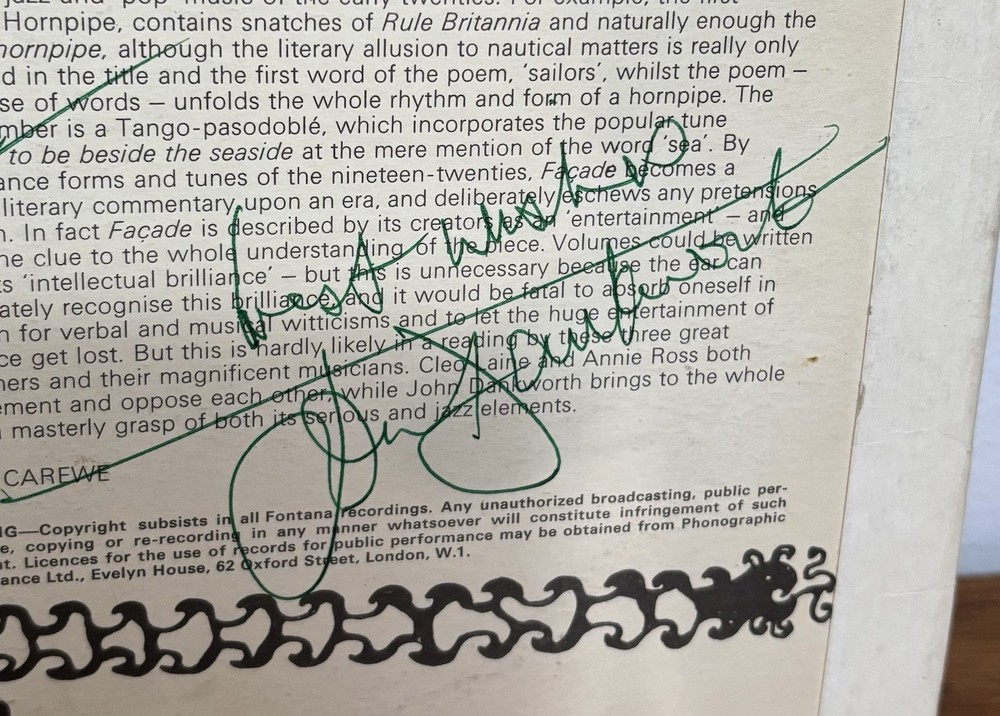 Hornpipe, contains snatches of Rule Britannia and naturally enough the
hornpipe, although the literary allusion to nautical matters is really only
d in the title and the first word of the poem, ‘sailors’, whilst the poem –
se of words – unfolds the whole rhythm and form of a hornpipe. The
mber is a Tango-pasodoblé, which incorporates the popular tune
to be beside the seaside at the mere mention of the word ‘sea’. By
ance forms and tunes of the nineteen-twenties, Façade becomes a
literary commentary upon an era, and deliberately eschews any pretensions
n. In fact Façade is described by its creators as an ‘entertainment’ – and
he clue to the whole understanding of the piece. Volumes could be written
s ‘intellectual brilliance’ – but this is unnecessary because the ear can
ately recognise this brilliance, and it would be fatal to absorb oneself in
h for verbal and musical witticisms and to let the huge entertainment of
ce get lost. But this is hardly likely in a reading by these three great
ners and their magnificent musicians. Cleo Laine and Annie Ross both
ement and oppose each other, while John Dankworth brings to the whole
masterly grasp of both its serious and jazz elements.
best wishes
John Dankworth
CAREWE
NG—Copyright subsists in all Fontana recordings. Any unauthorized broadcasting, public per-
e, copying or re-recording in any manner whatsoever will constitute infringement of such
nt. Licences for the use of records for public performance may be obtained from Phonographic
ance Ltd., Evelyn House, 62 Oxford Street, London, W.1.